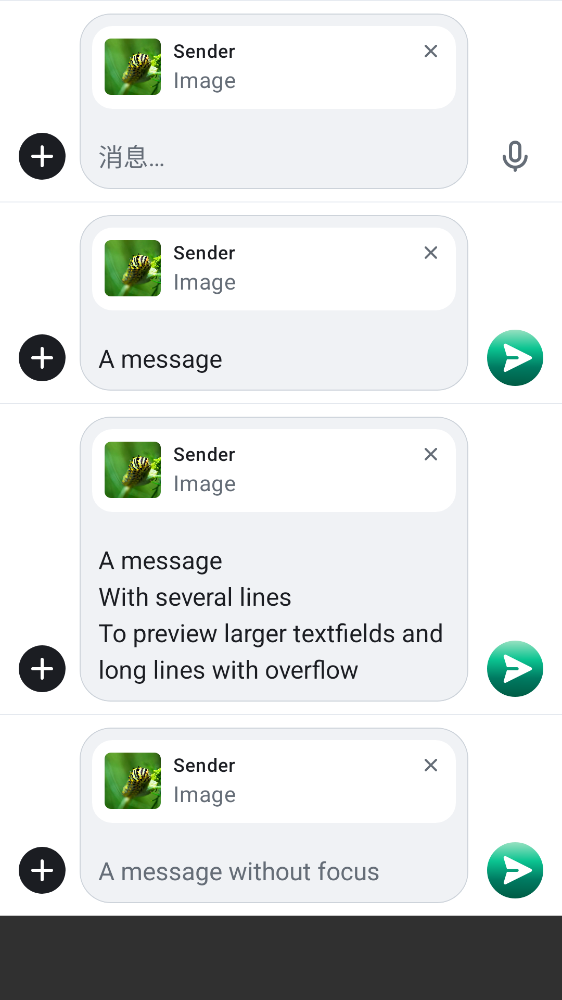 Sender
Image
消息…
Sender
Image
A message
Sender
Image
A message
With several lines
To preview larger textfields and
long lines with overflow
Sender
Image
A message without focus